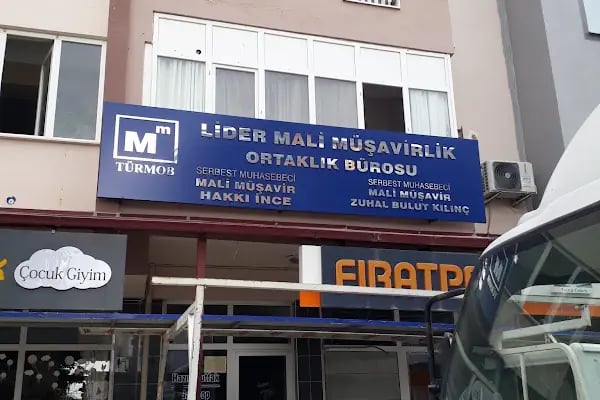 Mm
TÜRMOB
LİDER MALİ MÜŞAVİRLİK
ORTAKLIK BÜROSU
SERBEST MUHASEBECİ
MALİ MÜŞAVİR
HAKKI İNCE
SERBEST MUHASEBECİ
MALİ MÜŞAVİR
ZUHAL BULUT KILINÇ
Çocuk Giyim
FIRATP